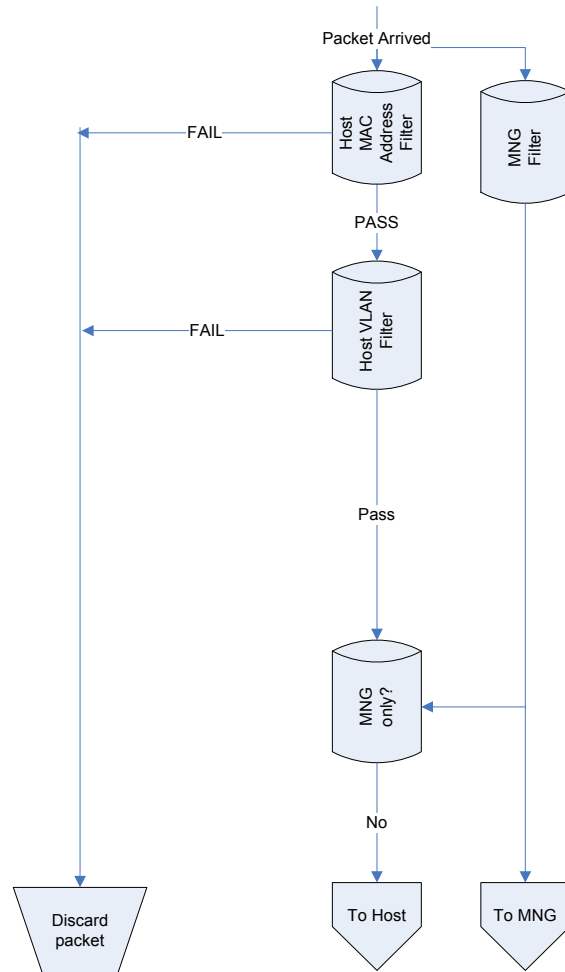 Packet Arrived
Host
MAC
Address
Filter
MNG
Filter
FAIL
PASS
Host VLAN
Filter
FAIL
Pass
MNG
only?
No
Discard
packet
To Host
To MNG